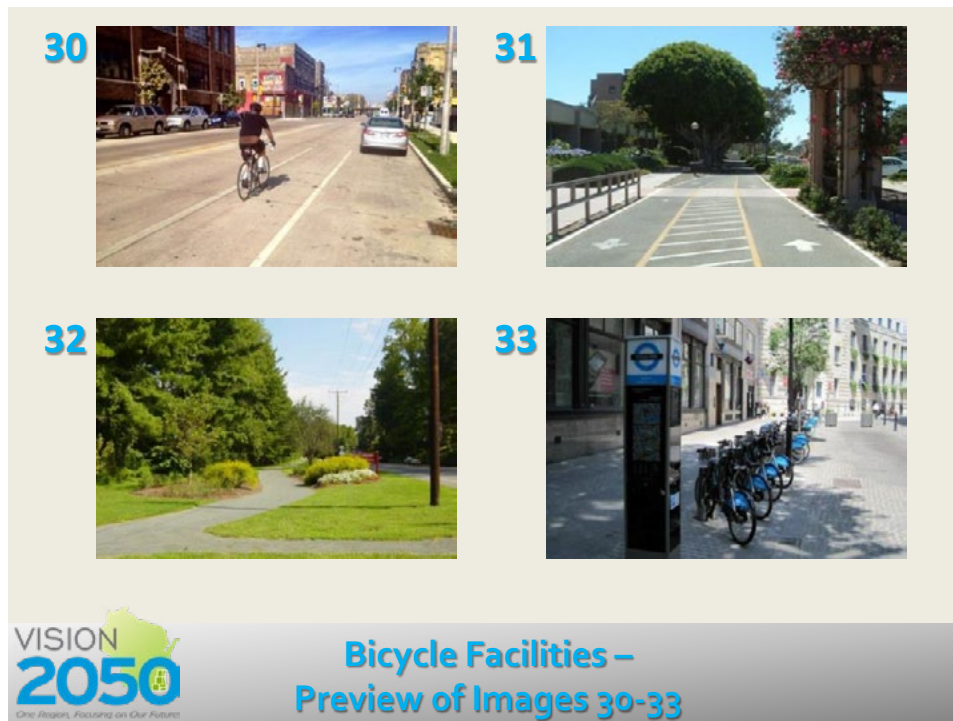 30
31
32
33
VISION
2050
One Region, Focusing on Our Future
Bicycle Facilities –
Preview of Images 30-33